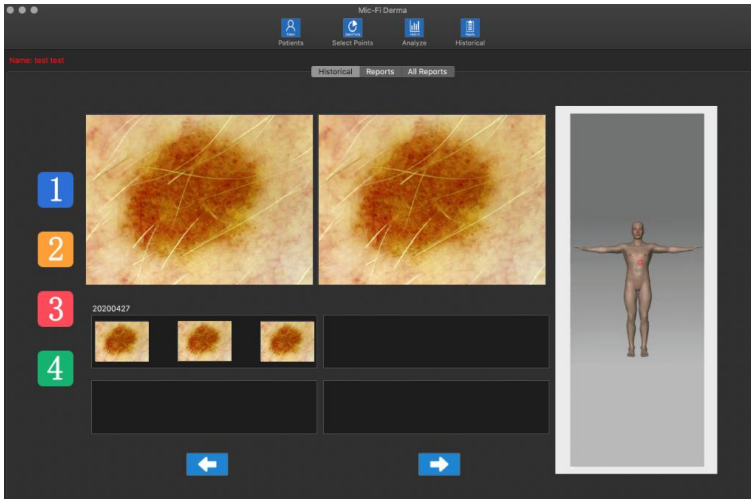 Mic-Fi Derma
Patients
Select Points
Analyze
Historical
Name: test test
Historical
Reports
All Reports
1
2
3
4
20200427